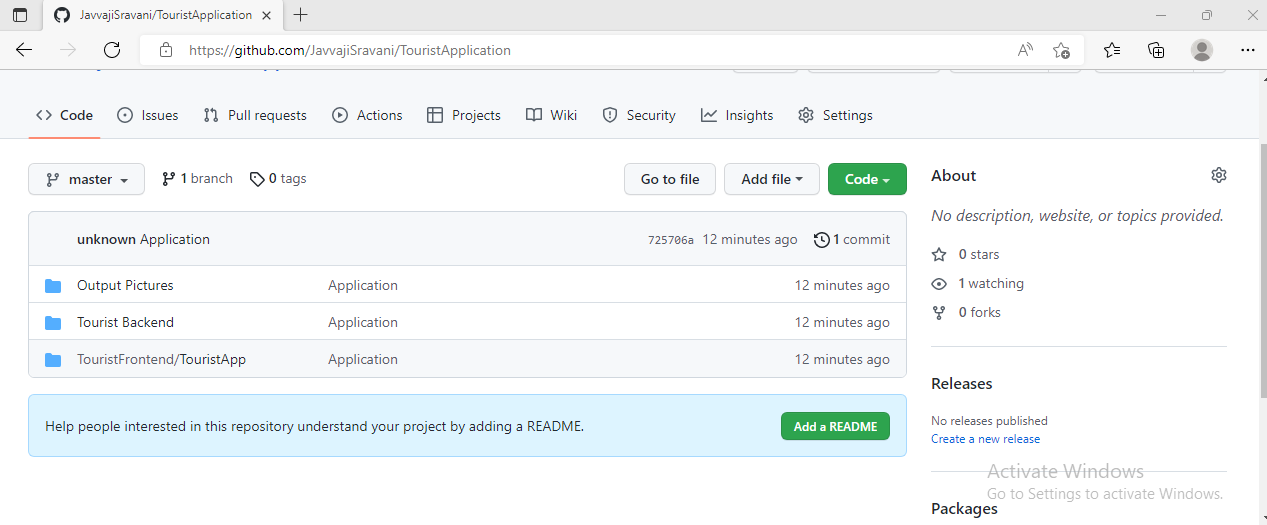 JavvajiSravani/TouristApplication
https://github.com/JavvajiSravani/TouristApplication
Code Issues Pull requests Actions Projects Wiki Security Insights Settings
master 1 branch 0 tags Go to file Add file Code
unknown Application 725706a 12 minutes ago 1 commit
Output Pictures Application 12 minutes ago
Tourist Backend Application 12 minutes ago
TouristFrontend/TouristApp Application 12 minutes ago
Help people interested in this repository understand your project by adding a README. Add a README
About
No description, website, or topics provided.
0 stars
1 watching
0 forks
Releases
No releases published
Create a new release
Activate Windows
Go to Settings to activate Windows.
Packages